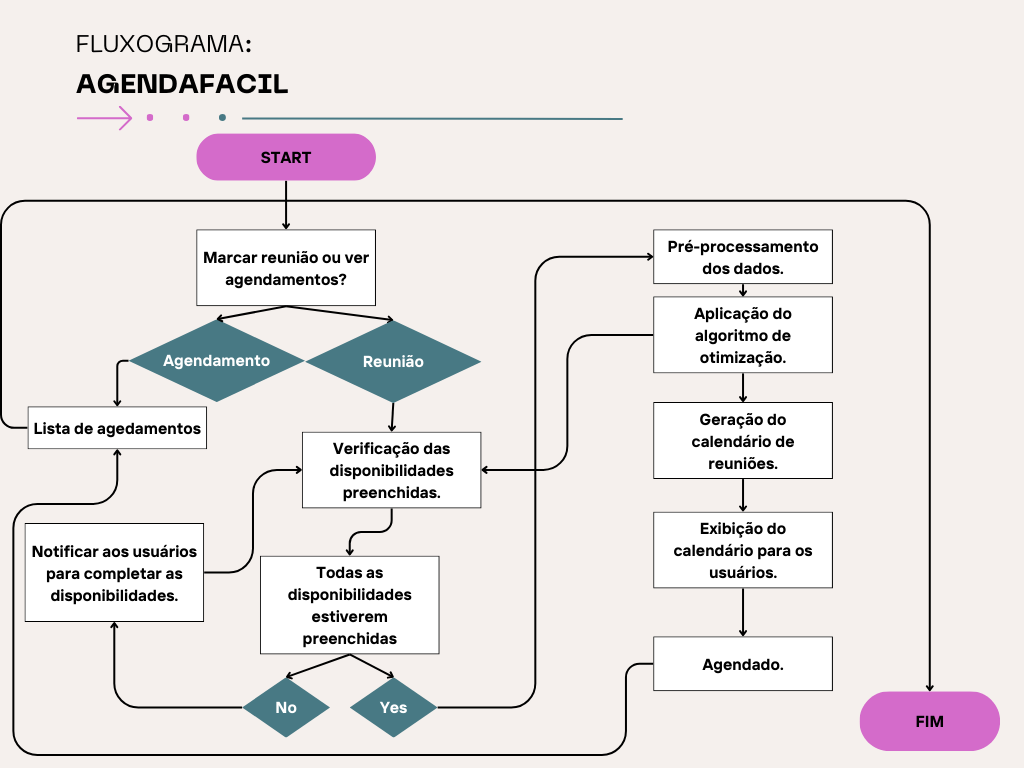 FLUXOGRAMA:
AGENDAFACIL
START
Marcar reunião ou ver
agendamentos?
Agendamento
Reunião
Lista de agedamentos
Verificação das
disponibilidades
preenchidas.
Notificar aos usuários
para completar as
disponibilidades.
Todas as
disponibilidades
estiverem
preenchidas
No
Yes
Pré-processamento
dos dados.
Aplicação do
algoritmo de
otimização.
Geração do
calendário de
reuniões.
Exibição do
calendário para os
usuários.
Agendado.
FIM